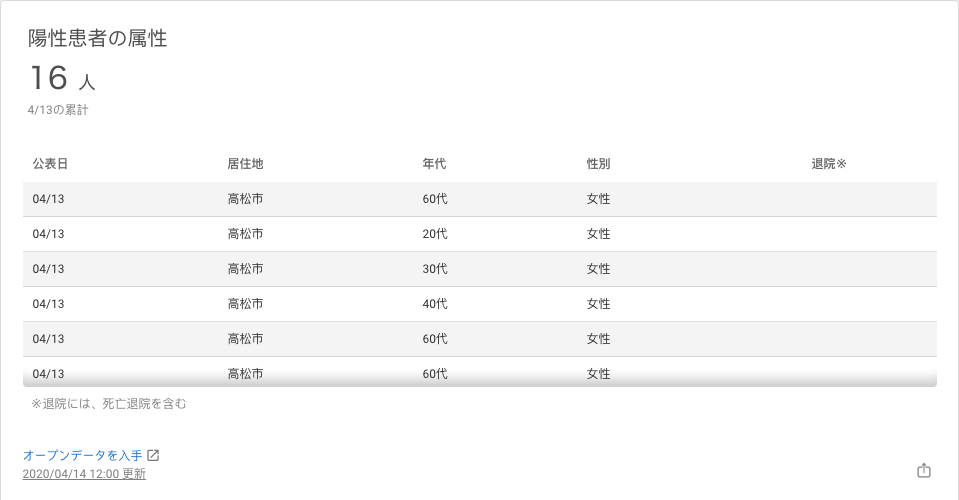 陽性患者の属性
16 人
4/13の累計
公表日 居住地 年代 性別 退院※
04/13 高松市 60代 女性
04/13 高松市 20代 女性
04/13 高松市 30代 女性
04/13 高松市 40代 女性
04/13 高松市 60代 女性
04/13 高松市 60代 女性
※退院には、死亡退院を含む
オープンデータを入手
2020/04/14 12:00 更新